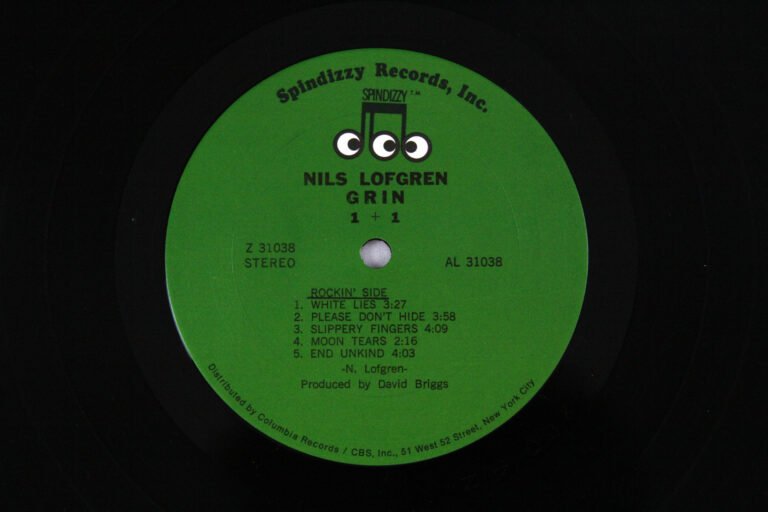 Spindizzy Records, Inc.
SPINDIZZY™
NILS LOFGREN
GRIN
1 + 1
Z 31038
STEREO
AL 31038
ROCKIN' SIDE
1. WHITE LIES 3:27
2. PLEASE DON'T HIDE 3:58
3. SLIPPERY FINGERS 4:09
4. MOON TEARS 2:16
5. END UNKIND 4:03
-N. Lofgren-
Produced by David Briggs
Distributed by Columbia Records / CBS, Inc., 51 West 52 Street, New York City